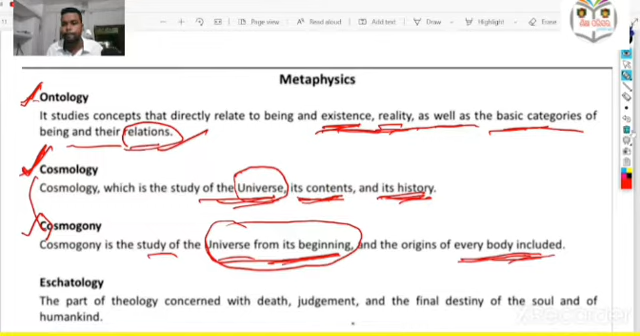 Page view
Read aloud
Add text
Draw
Highlight
Erase
Metaphysics
Ontology
It studies concepts that directly relate to being and existence, reality, as well as the basic categories of
being and their relations.
Cosmology
Cosmology, which is the study of the Universe, its contents, and its history.
Cosmogony
Cosmogony is the study of the Universe from its beginning, and the origins of every body included.
Eschatology
The part of theology concerned with death, judgement, and the final destiny of the soul and of
humankind.